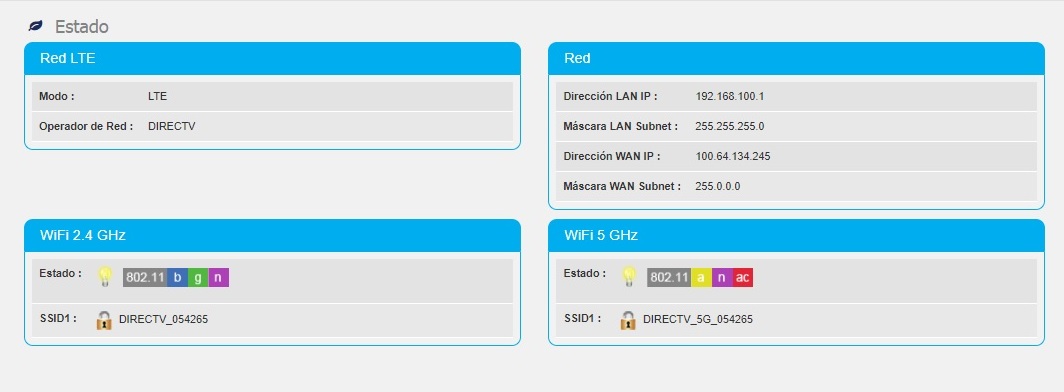 Estado
Red LTE
Modo : LTE
Operador de Red : DIRECTV
Red
Dirección LAN IP : 192.168.100.1
Máscara LAN Subnet : 255.255.255.0
Dirección WAN IP : 100.64.134.245
Máscara WAN Subnet : 255.0.0.0
WiFi 2.4 GHz
Estado : 802.11 b g n
SSID1 : DIRECTV_054265
WiFi 5 GHz
Estado : 802.11 a n ac
SSID1 : DIRECTV_5G_054265